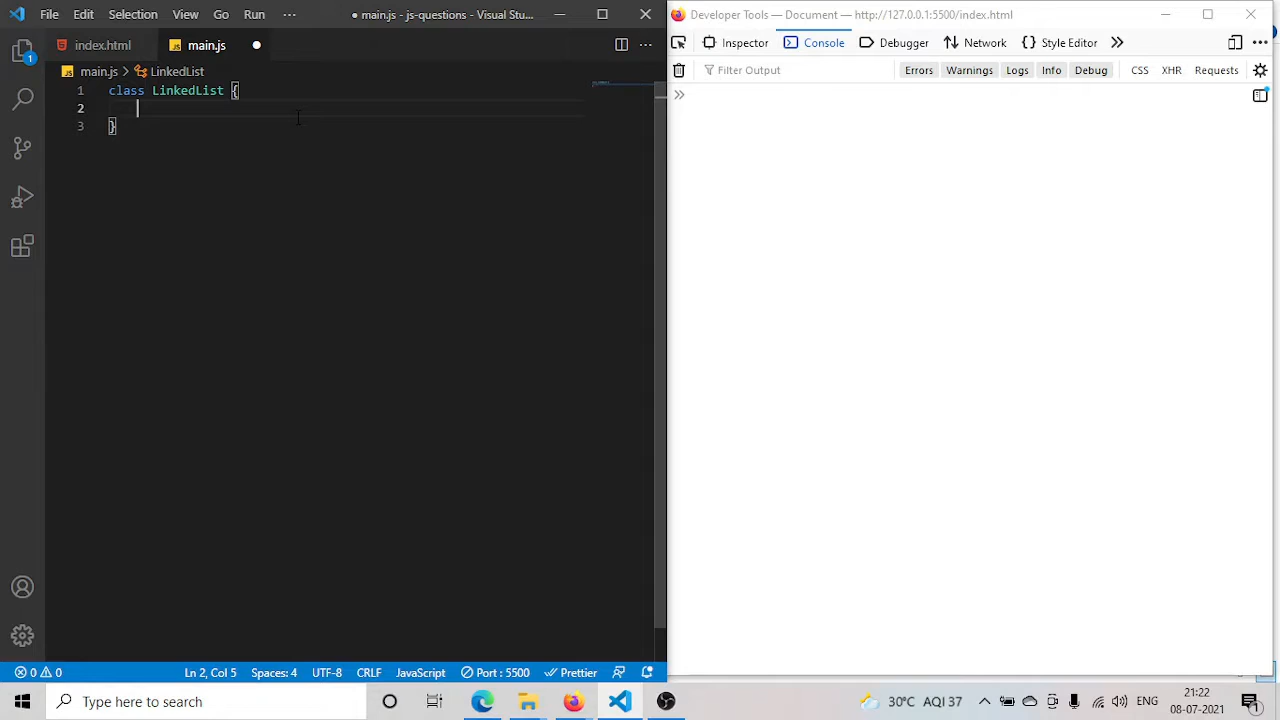 File Edit Selection View Go Run ··· ● main.js - JS-questions - Visual Stu...
index.html JS main.js ●
JS main.js > LinkedList
1 class LinkedList {
2
3 }
1
⊗ 0 ⚠ 0 Ln 2, Col 5 Spaces: 4 UTF-8 CRLF JavaScript Port : 5500 Prettier
Developer Tools — Document — http://127.0.0.1:5500/index.html
Inspector Console Debugger Network {} Style Editor
Filter Output Errors Warnings Logs Info Debug CSS XHR Requests
Type here to search
30°C AQI 37 ENG
21:22
08-07-2021
1